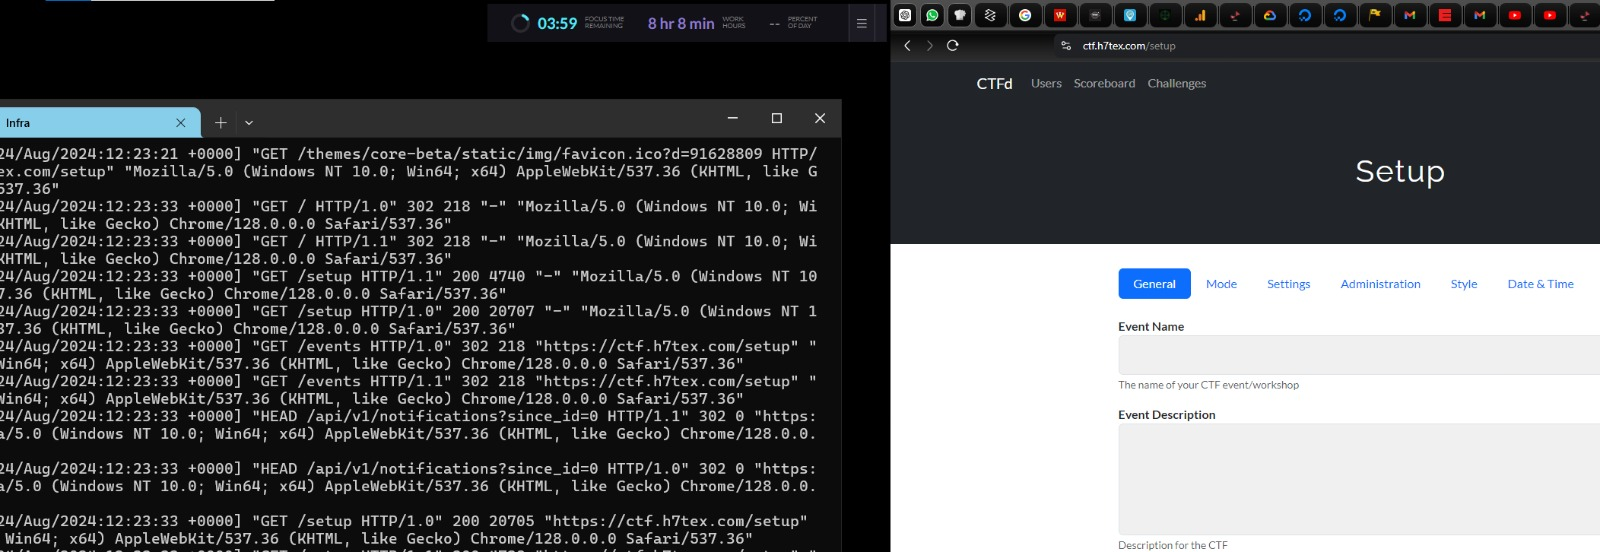 03:59 FOCUS TIME REMAINING 8 hr 8 min WORK HOURS -- PERCENT OF DAY
Infra
24/Aug/2024:12:23:21 +0000] "GET /themes/core-beta/static/img/favicon.ico?d=91628809 HTTP/
ex.com/setup" "Mozilla/5.0 (Windows NT 10.0; Win64; x64) AppleWebKit/537.36 (KHTML, like G
537.36"
24/Aug/2024:12:23:33 +0000] "GET / HTTP/1.0" 302 218 "-" "Mozilla/5.0 (Windows NT 10.0; Wi
KHTML, like Gecko) Chrome/128.0.0.0 Safari/537.36"
24/Aug/2024:12:23:33 +0000] "GET / HTTP/1.1" 302 218 "-" "Mozilla/5.0 (Windows NT 10.0; Wi
KHTML, like Gecko) Chrome/128.0.0.0 Safari/537.36"
24/Aug/2024:12:23:33 +0000] "GET /setup HTTP/1.1" 200 4740 "-" "Mozilla/5.0 (Windows NT 10
7.36 (KHTML, like Gecko) Chrome/128.0.0.0 Safari/537.36"
24/Aug/2024:12:23:33 +0000] "GET /setup HTTP/1.0" 200 20707 "-" "Mozilla/5.0 (Windows NT 1
37.36 (KHTML, like Gecko) Chrome/128.0.0.0 Safari/537.36"
24/Aug/2024:12:23:33 +0000] "GET /events HTTP/1.0" 302 218 "https://ctf.h7tex.com/setup" "
Win64; x64) AppleWebKit/537.36 (KHTML, like Gecko) Chrome/128.0.0.0 Safari/537.36"
24/Aug/2024:12:23:33 +0000] "GET /events HTTP/1.1" 302 218 "https://ctf.h7tex.com/setup" "
Win64; x64) AppleWebKit/537.36 (KHTML, like Gecko) Chrome/128.0.0.0 Safari/537.36"
24/Aug/2024:12:23:33 +0000] "HEAD /api/v1/notifications?since_id=0 HTTP/1.1" 302 0 "https:
a/5.0 (Windows NT 10.0; Win64; x64) AppleWebKit/537.36 (KHTML, like Gecko) Chrome/128.0.0.
24/Aug/2024:12:23:33 +0000] "HEAD /api/v1/notifications?since_id=0 HTTP/1.0" 302 0 "https:
a/5.0 (Windows NT 10.0; Win64; x64) AppleWebKit/537.36 (KHTML, like Gecko) Chrome/128.0.0.
24/Aug/2024:12:23:33 +0000] "GET /setup HTTP/1.0" 200 20705 "https://ctf.h7tex.com/setup"
Win64; x64) AppleWebKit/537.36 (KHTML, like Gecko) Chrome/128.0.0.0 Safari/537.36"
ctf.h7tex.com/setup
CTFd Users Scoreboard Challenges
Setup
General Mode Settings Administration Style Date & Time
Event Name
The name of your CTF event/workshop
Event Description
Description for the CTF